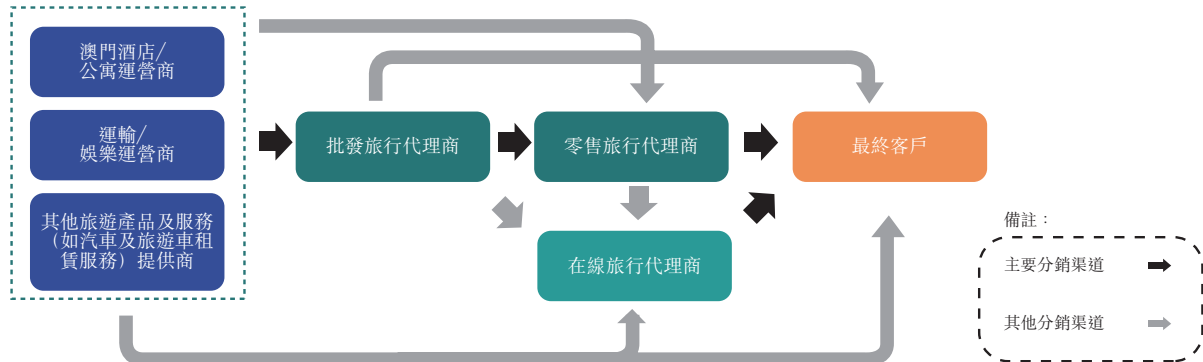 澳門酒店/
公寓運營商
運輸/
娛樂運營商
其他旅遊產品及服務
（如汽車及旅遊車租
賃服務）提供商
批發旅行代理商
零售旅行代理商
最終客戶
在線旅行代理商
備註：
主要分銷渠道
其他分銷渠道